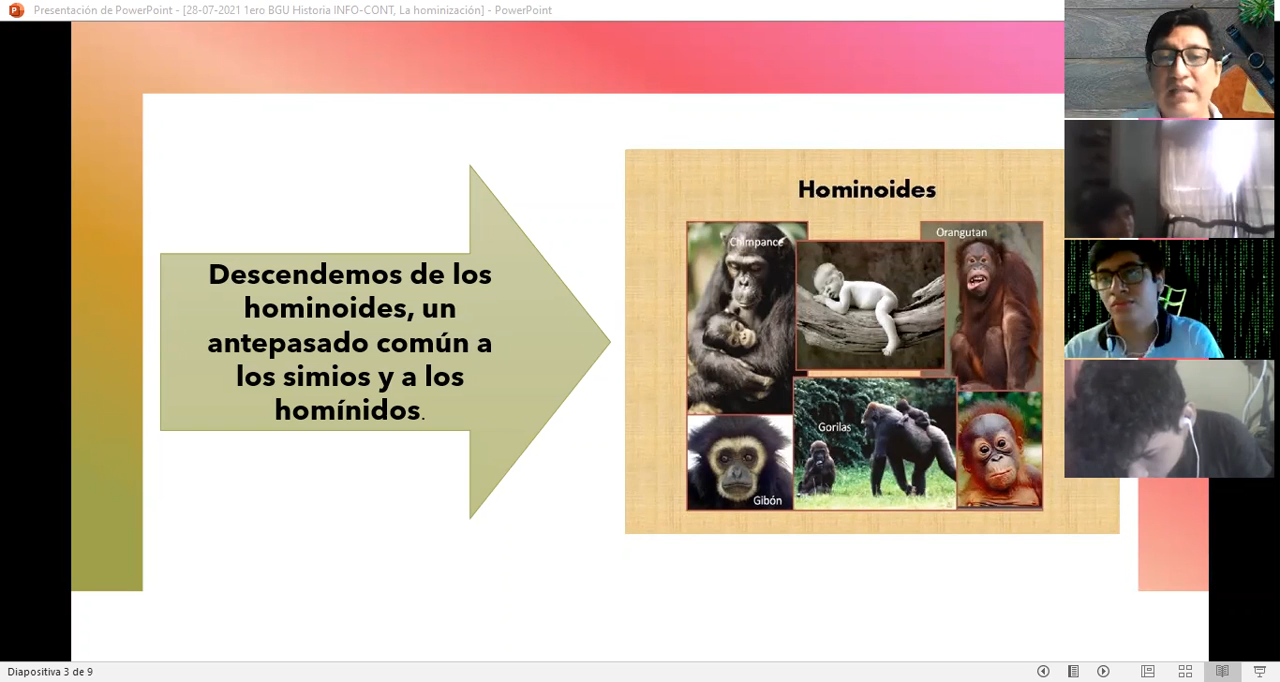 Presentación de PowerPoint - [28-07-2021 1ero BGU Historia INFO-CONT, La hominización] - PowerPoint
Descendemos de los
hominoides, un
antepasado común a
los simios y a los
homínidos.
Hominoides
Chimpance
Orangutan
Gorilas
Gibón
Diapositiva 3 de 9